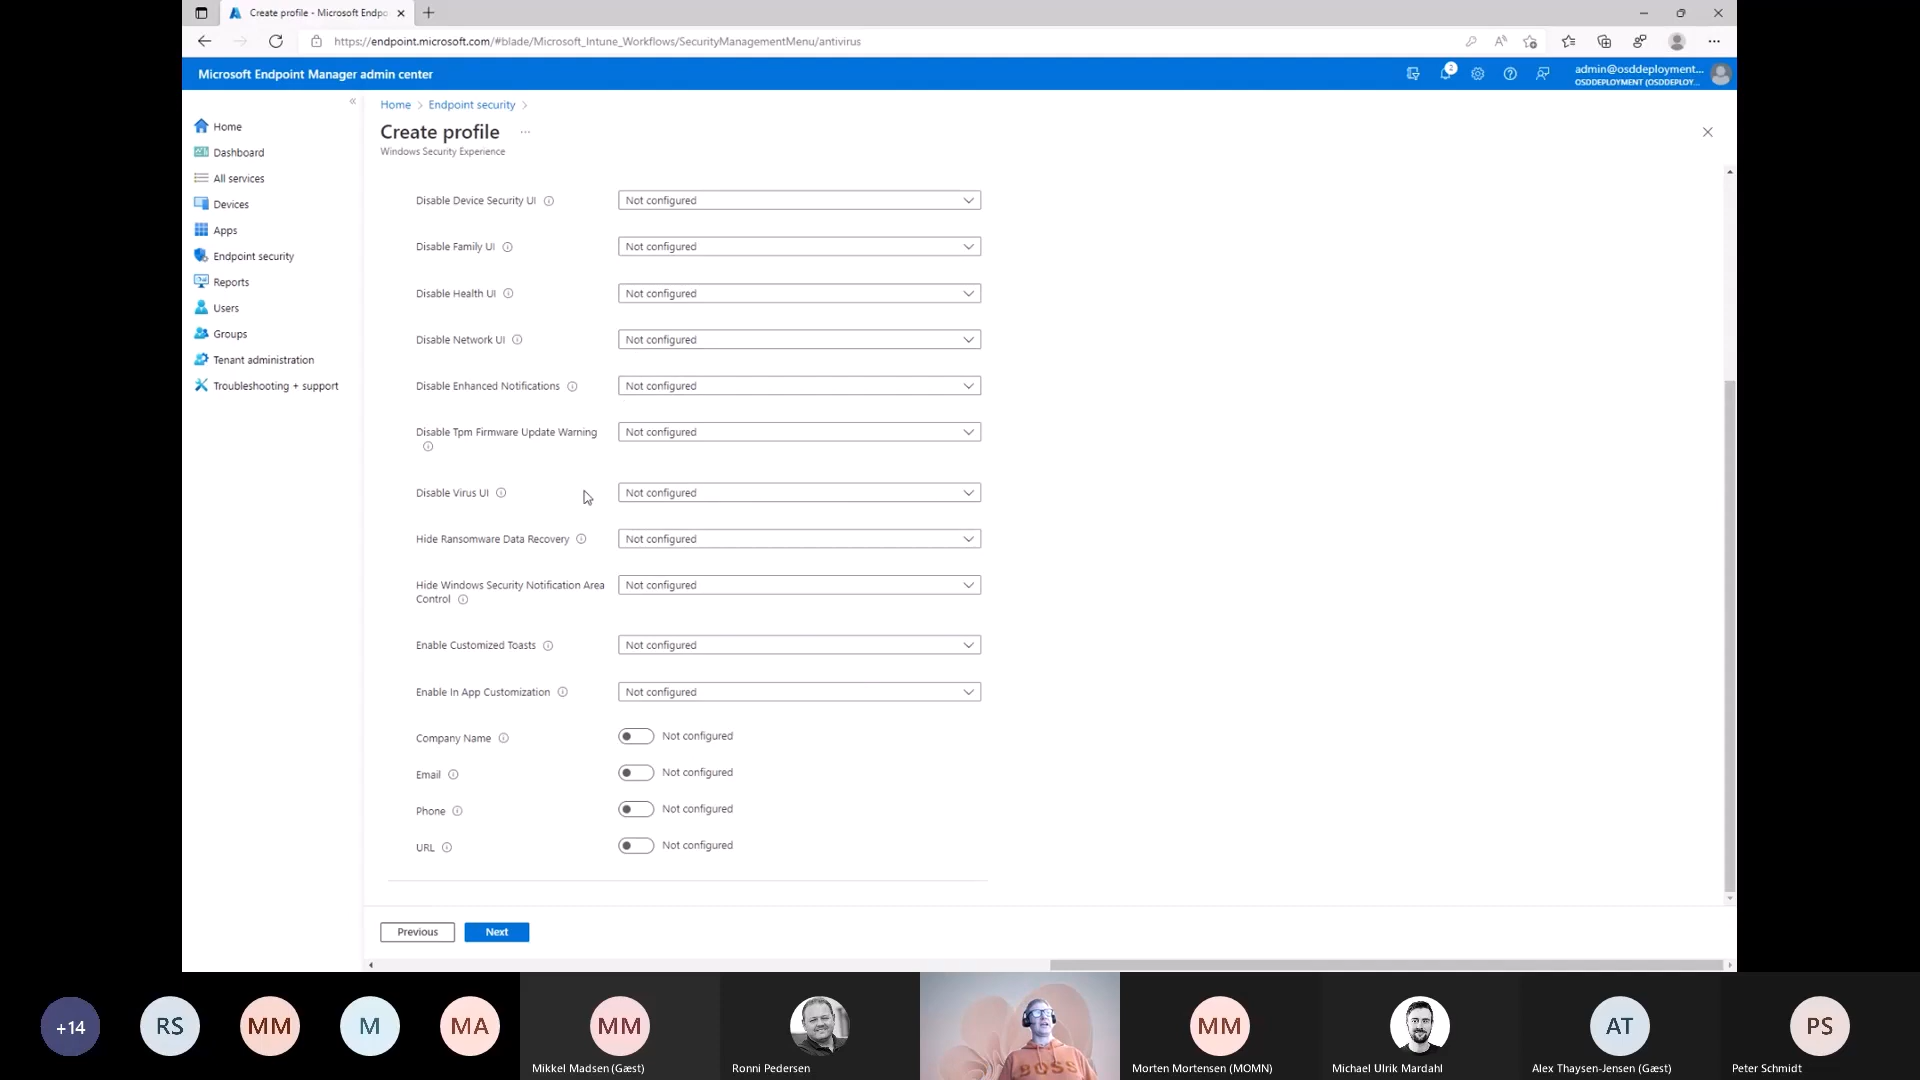 Create profile - Microsoft Endpo
https://endpoint.microsoft.com/#blade/Microsoft_Intune_Workflows/SecurityManagementMenu/antivirus
Microsoft Endpoint Manager admin center
2
admin@osddeployment...
OSDDEPLOYMENT (OSDDEPLOY...
Home
Dashboard
All services
Devices
Apps
Endpoint security
Reports
Users
Groups
Tenant administration
Troubleshooting + support
Home > Endpoint security >
Create profile ...
Windows Security Experience
Disable Device Security UI Not configured
Disable Family UI Not configured
Disable Health UI Not configured
Disable Network UI Not configured
Disable Enhanced Notifications Not configured
Disable Tpm Firmware Update Warning Not configured
Disable Virus UI Not configured
Hide Ransomware Data Recovery Not configured
Hide Windows Security Notification Area Not configured
Control
Enable Customized Toasts Not configured
Enable In App Customization Not configured
Company Name Not configured
Email Not configured
Phone Not configured
URL Not configured
Previous Next
+14 RS MM M MA MM MM AT PS
BOSS
Mikkel Madsen (Gæst) Ronni Pedersen Morten Mortensen (MOMN) Michael Ulrik Mardahl Alex Thaysen-Jensen (Gæst) Peter Schmidt